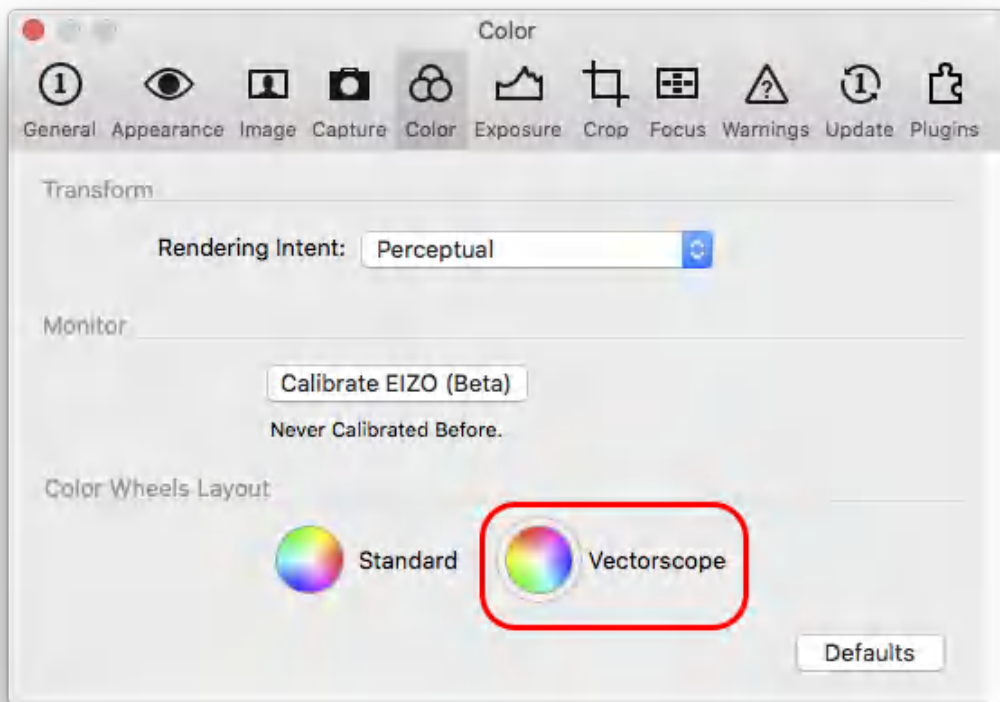 Color
General Appearance Image Capture Color Exposure Crop Focus Warnings Update Plugins
Transform
Rendering Intent: Perceptual
Monitor
Calibrate EIZO (Beta)
Never Calibrated Before.
Color Wheels Layout
Standard Vectorscope
Defaults